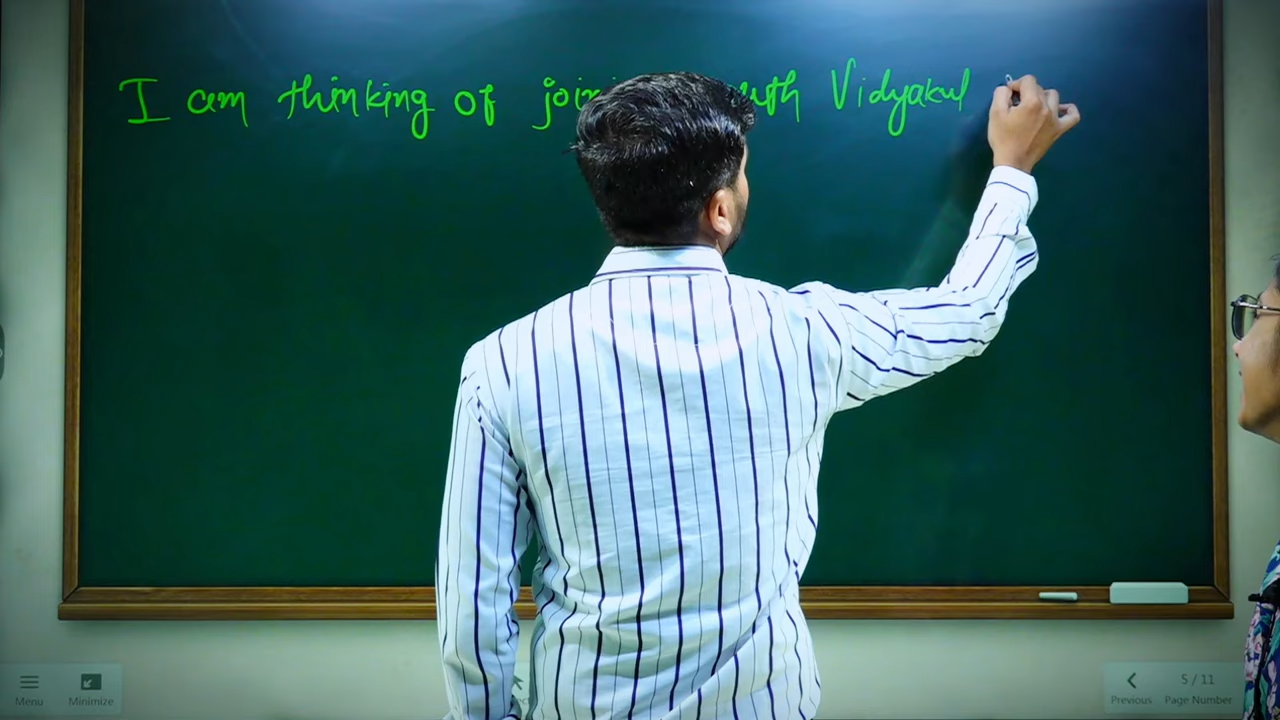 I am thinking of Vidyakul
Menu
Minimize
Previous
5 / 11
Page Number